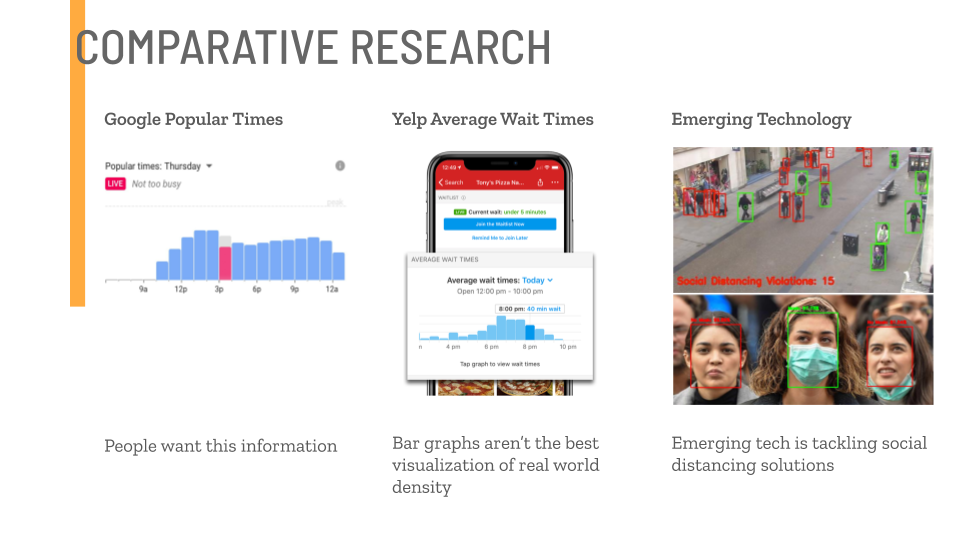 COMPARATIVE RESEARCH
Google Popular Times
Popular times: Thursday
LIVE Not too busy
peak
9a 12p 3p 6p 9p 12a
People want this information
Yelp Average Wait Times
12:49
Search Tony's Pizza Na...
WAITLIST
LIVE Current wait: under 5 minutes
Join the Waitlist Now
Remind Me to Join Later
AVERAGE WAIT TIMES
Average wait times: Today
Open 12:00 pm - 10:00 pm
8:00 pm: 40 min wait
4 pm 6 pm 8 pm 10 pm
Tap graph to view wait times
Bar graphs aren't the best
visualization of real world
density
Emerging Technology
Social Distancing Violations: 15
Emerging tech is tackling social
distancing solutions